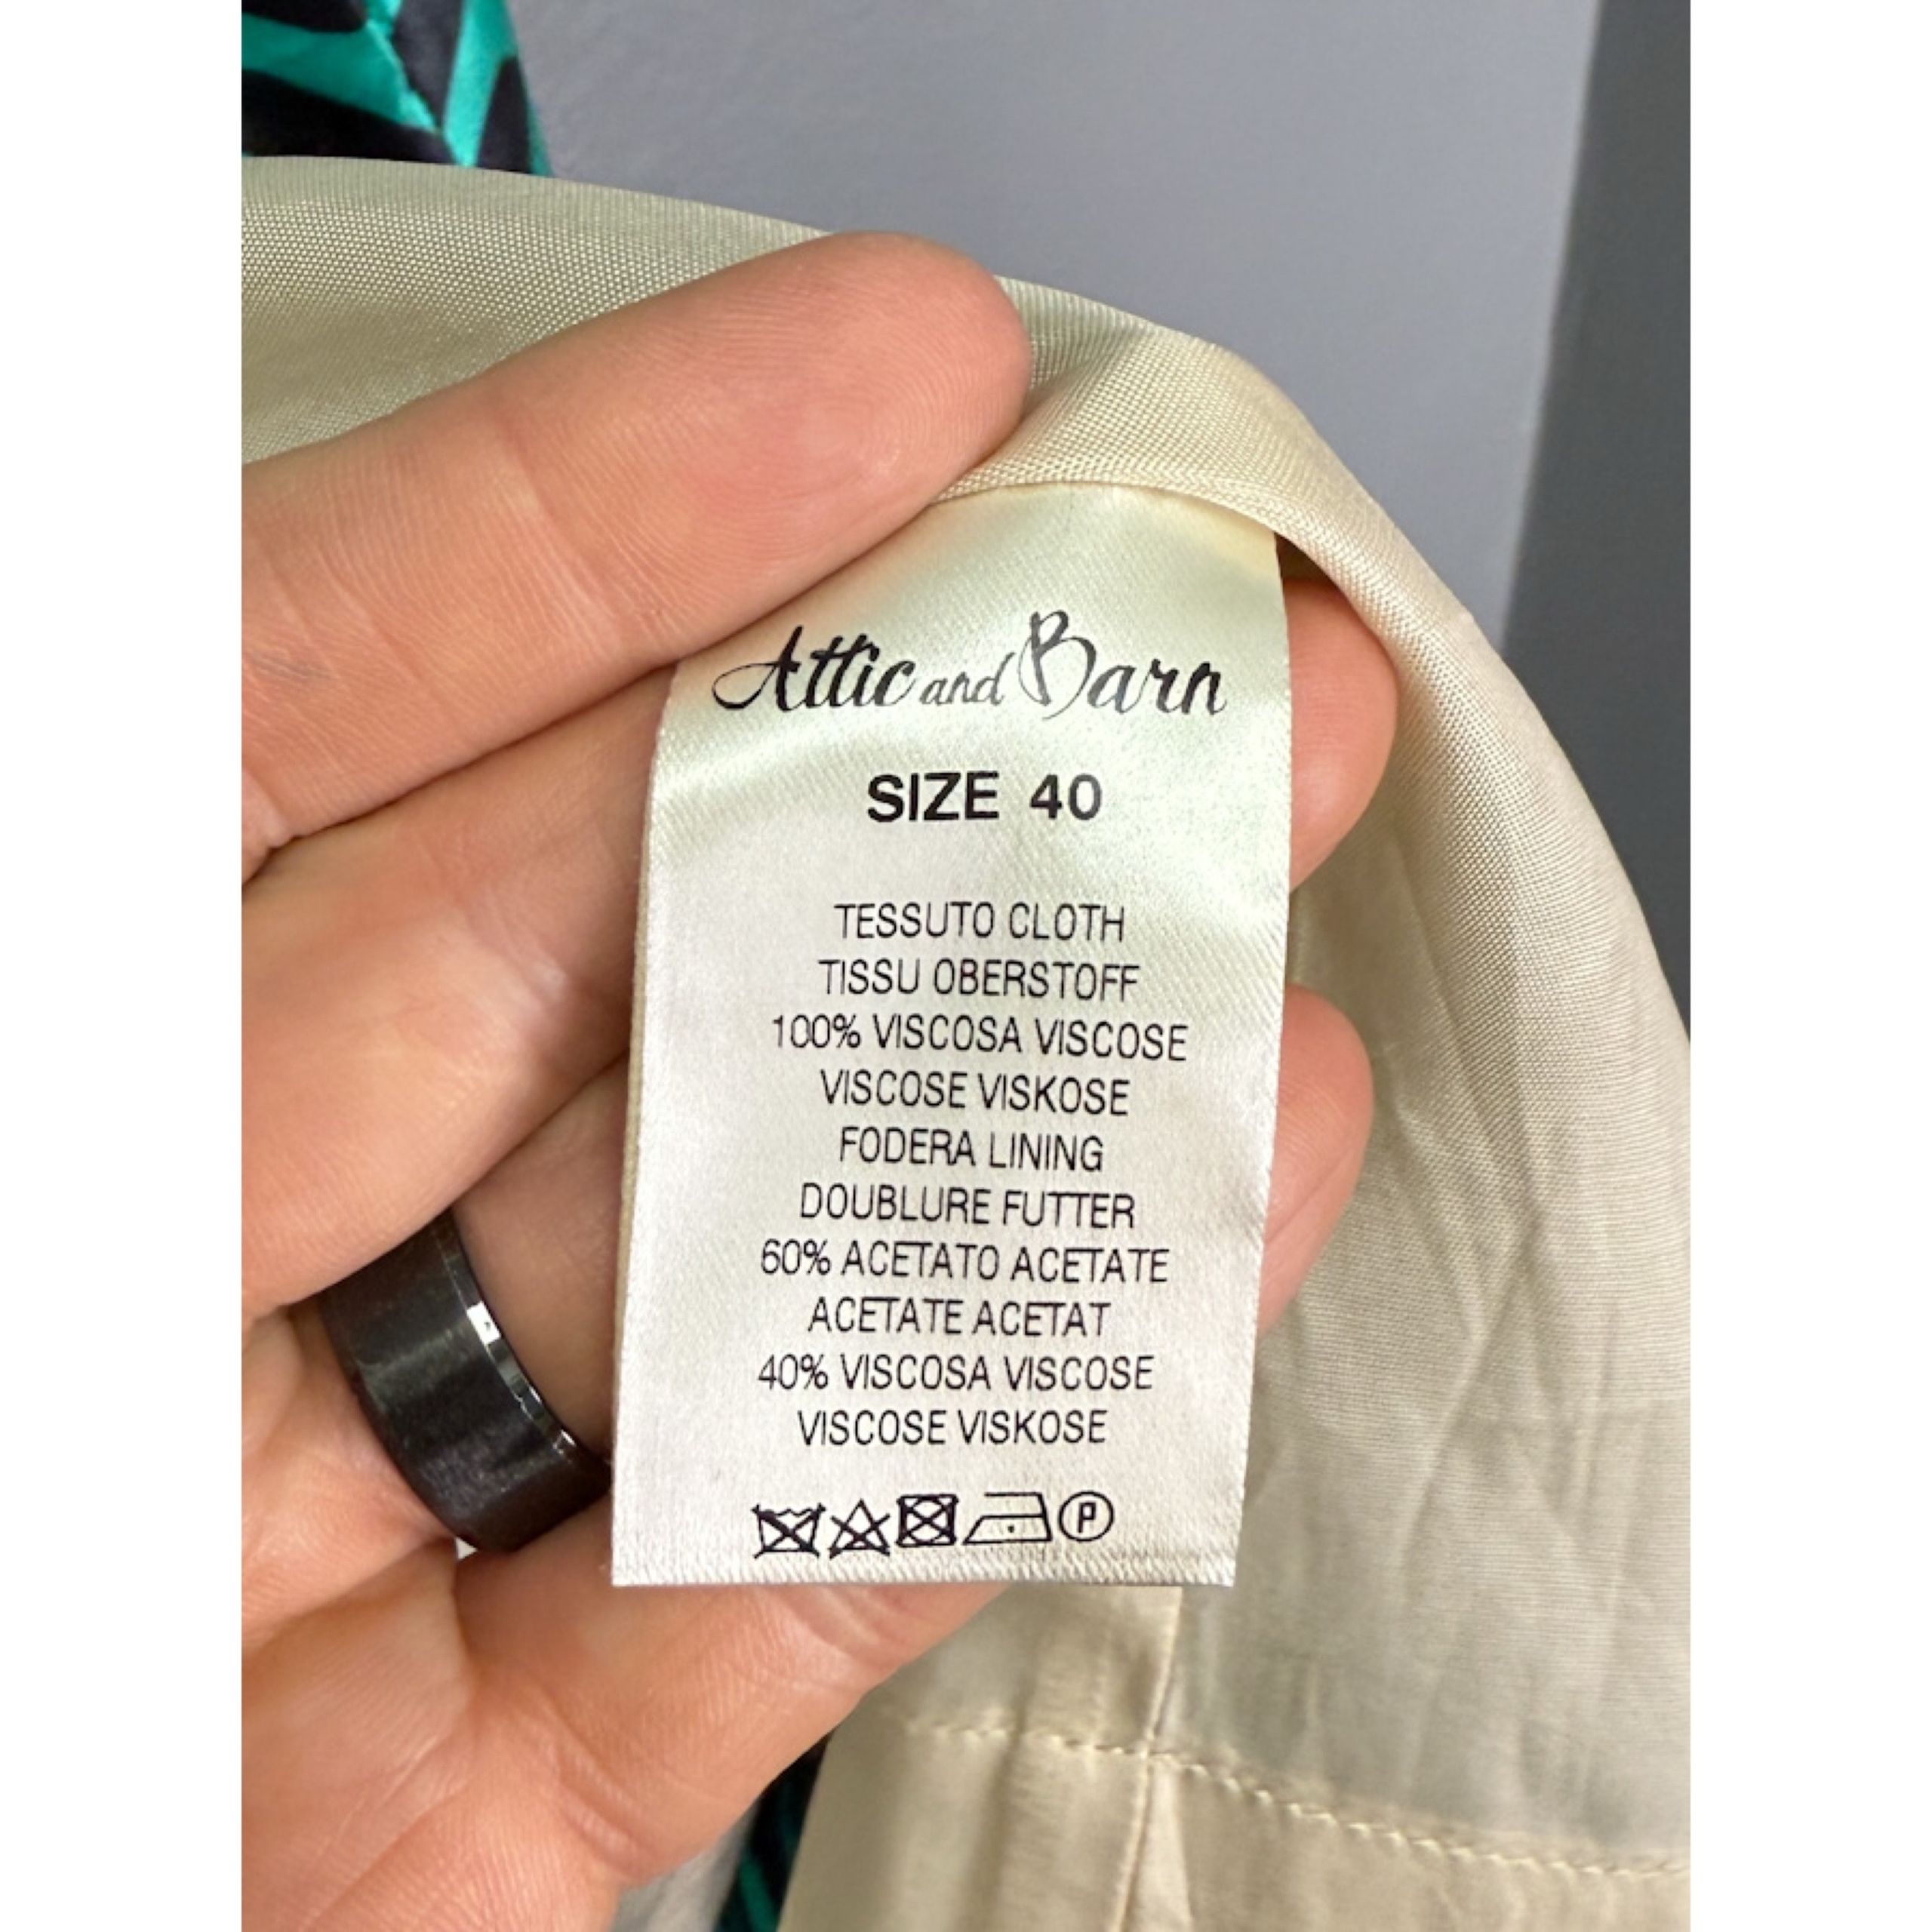 Attic and Barn
SIZE 40
TESSUTO CLOTH
TISSU OBERSTOFF
100% VISCOSA VISCOSE
VISCOSE VISKOSE
FODERA LINING
DOUBLURE FUTTER
60% ACETATO ACETATE
ACETATE ACETAT
40% VISCOSA VISCOSE
VISCOSE VISKOSE
P